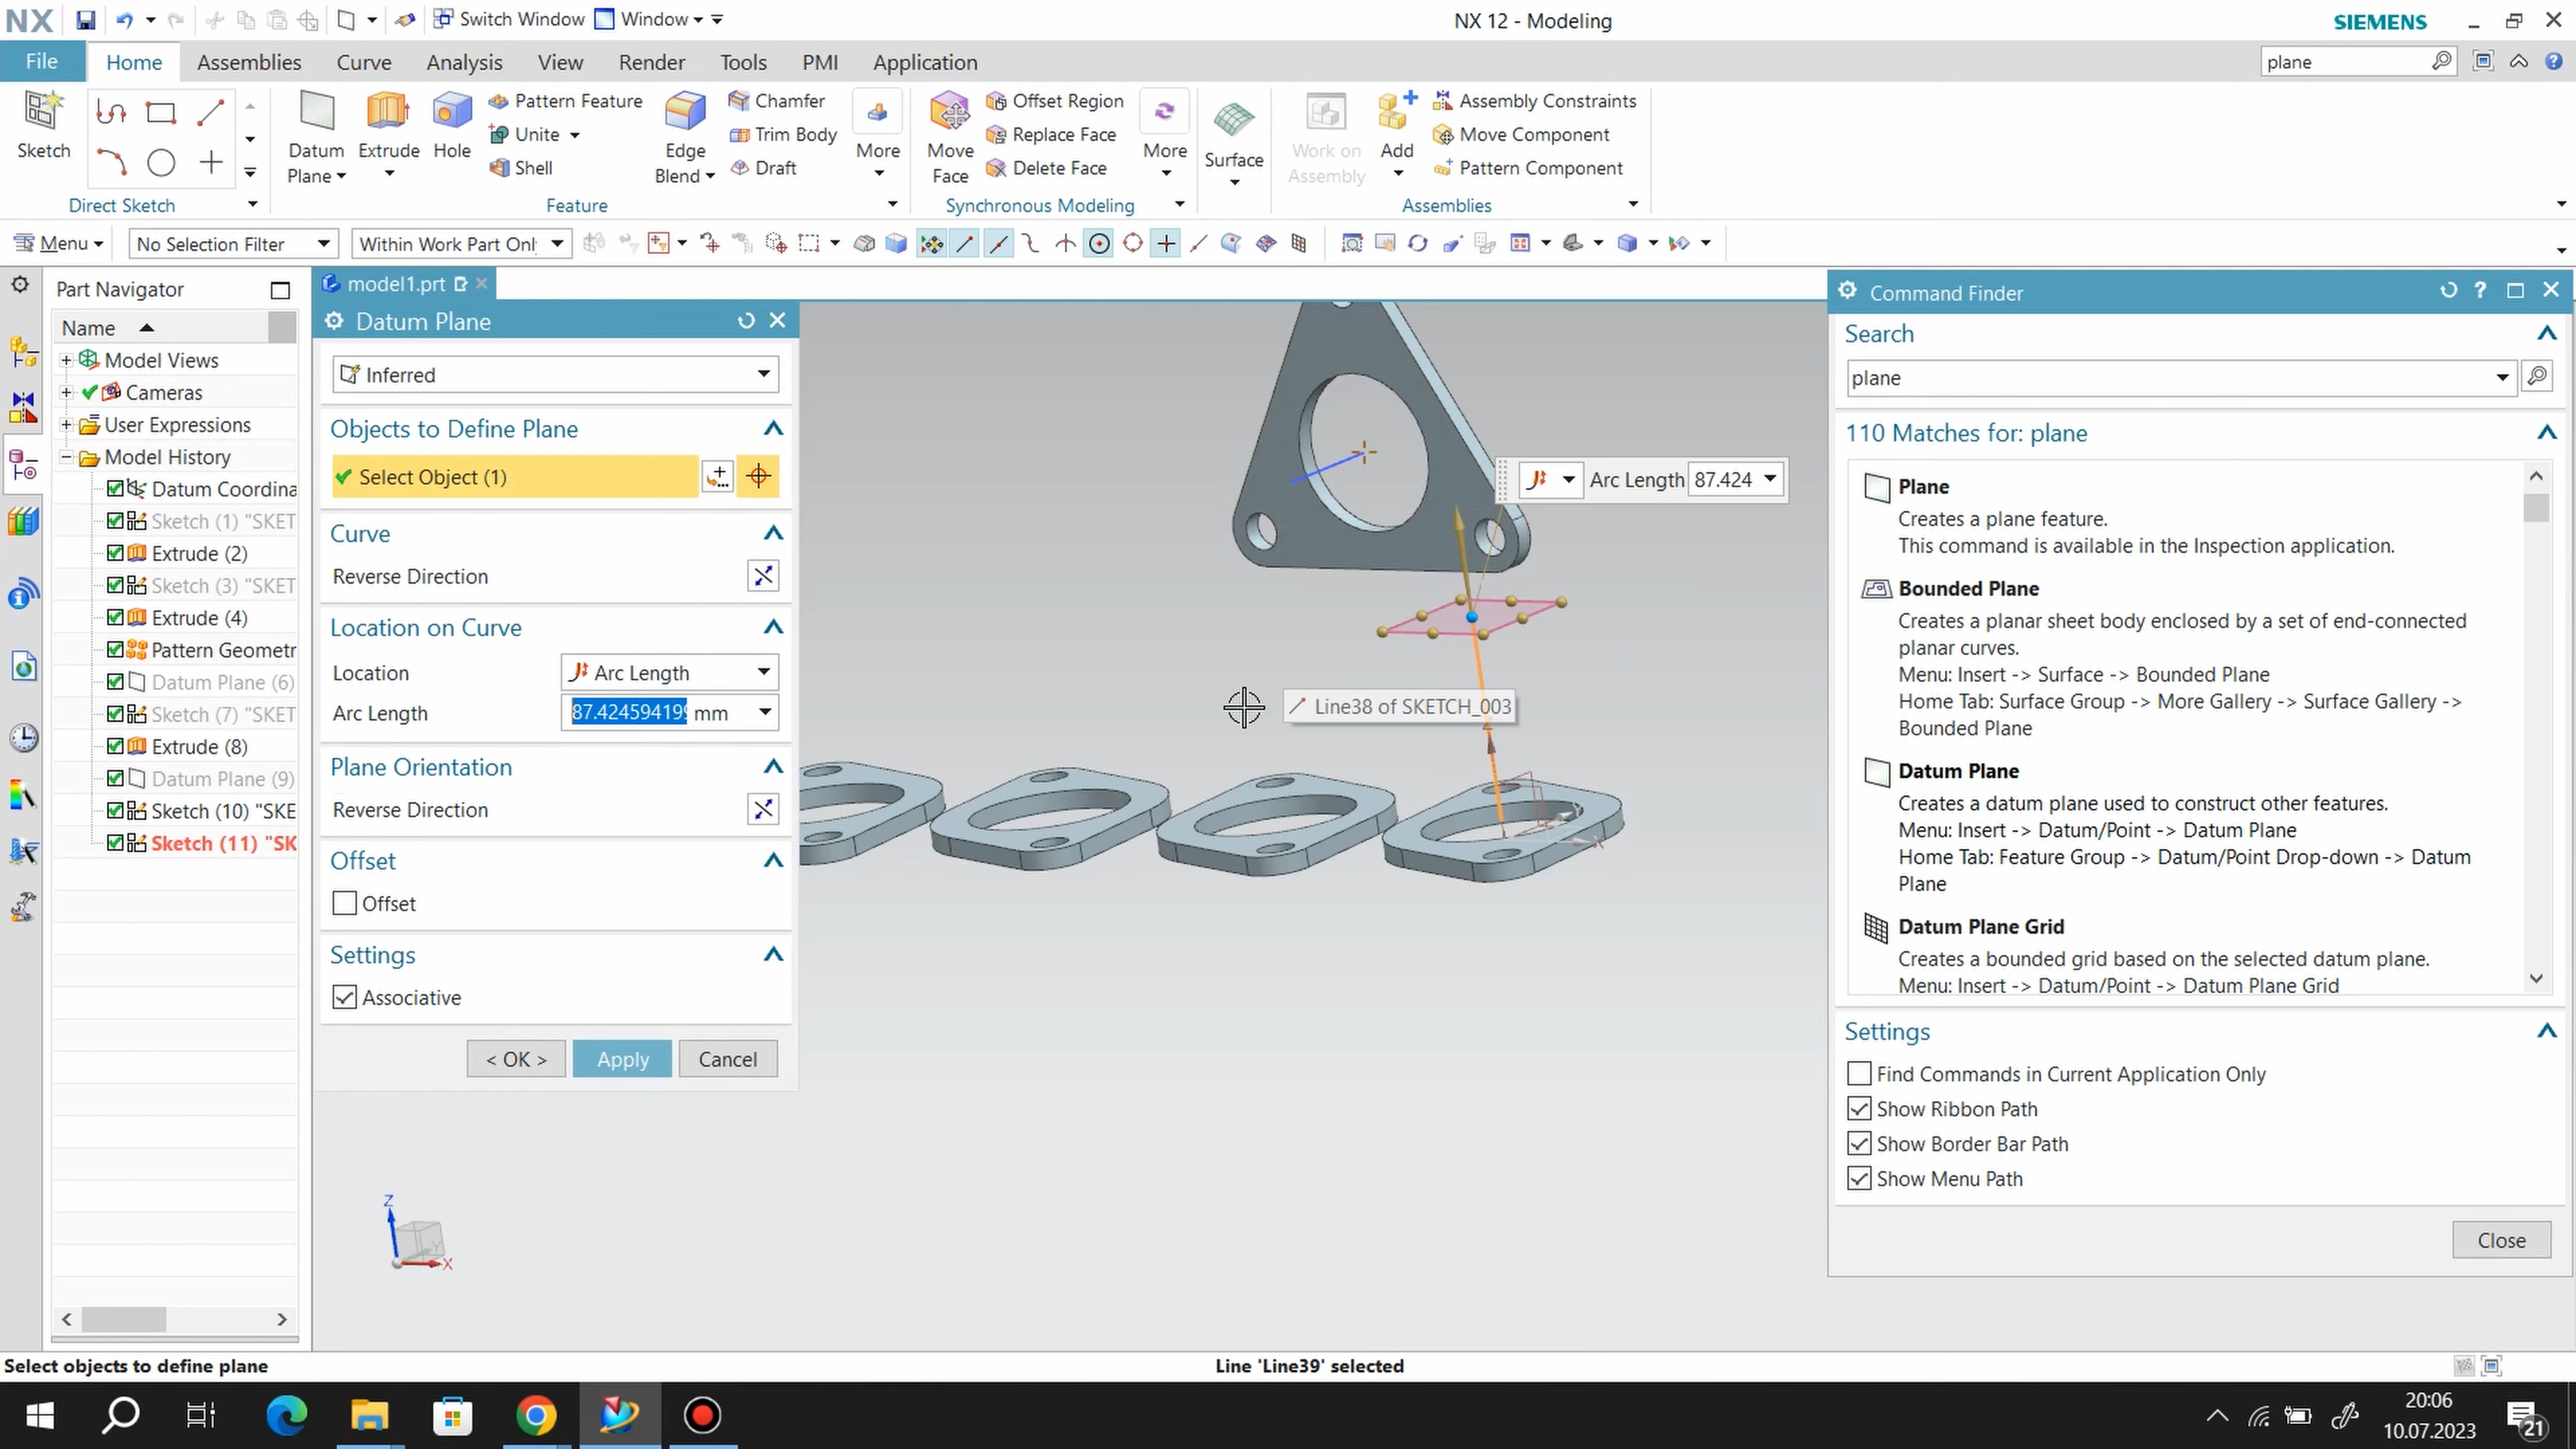 NX Switch Window Window NX 12 - Modeling SIEMENS
File Home Assemblies Curve Analysis View Render Tools PMI Application plane
Sketch
Direct Sketch
Datum Plane
Extrude
Hole
Pattern Feature
Unite
Shell
Edge Blend
Chamfer
Trim Body
Draft
More
Feature
Move Face
Offset Region
Replace Face
Delete Face
More
Synchronous Modeling
Surface
Work on Assembly
Add
Assembly Constraints
Move Component
Pattern Component
Assemblies
Menu No Selection Filter Within Work Part Onl
Part Navigator
Name
Model Views
Cameras
User Expressions
Model History
Datum Coordina
Sketch (1) "SKET
Extrude (2)
Sketch (3) "SKET
Extrude (4)
Pattern Geometr
Datum Plane (6)
Sketch (7) "SKET
Extrude (8)
Datum Plane (9)
Sketch (10) "SKE
Sketch (11) "SK
model1.prt
Datum Plane
Inferred
Objects to Define Plane
Select Object (1)
Curve
Reverse Direction
Location on Curve
Location Arc Length
Arc Length 87.424594199 mm
Plane Orientation
Reverse Direction
Offset
Offset
Settings
Associative
< OK > Apply Cancel
Arc Length 87.424
Line38 of SKETCH_003
Z
Y
X
X
Command Finder
Search
plane
110 Matches for: plane
Plane
Creates a plane feature.
This command is available in the Inspection application.
Bounded Plane
Creates a planar sheet body enclosed by a set of end-connected
planar curves.
Menu: Insert -> Surface -> Bounded Plane
Home Tab: Surface Group -> More Gallery -> Surface Gallery ->
Bounded Plane
Datum Plane
Creates a datum plane used to construct other features.
Menu: Insert -> Datum/Point -> Datum Plane
Home Tab: Feature Group -> Datum/Point Drop-down -> Datum
Plane
Datum Plane Grid
Creates a bounded grid based on the selected datum plane.
Menu: Insert -> Datum/Point -> Datum Plane Grid
Settings
Find Commands in Current Application Only
Show Ribbon Path
Show Border Bar Path
Show Menu Path
Close
Select objects to define plane Line 'Line39' selected
20:06
10.07.2023
21